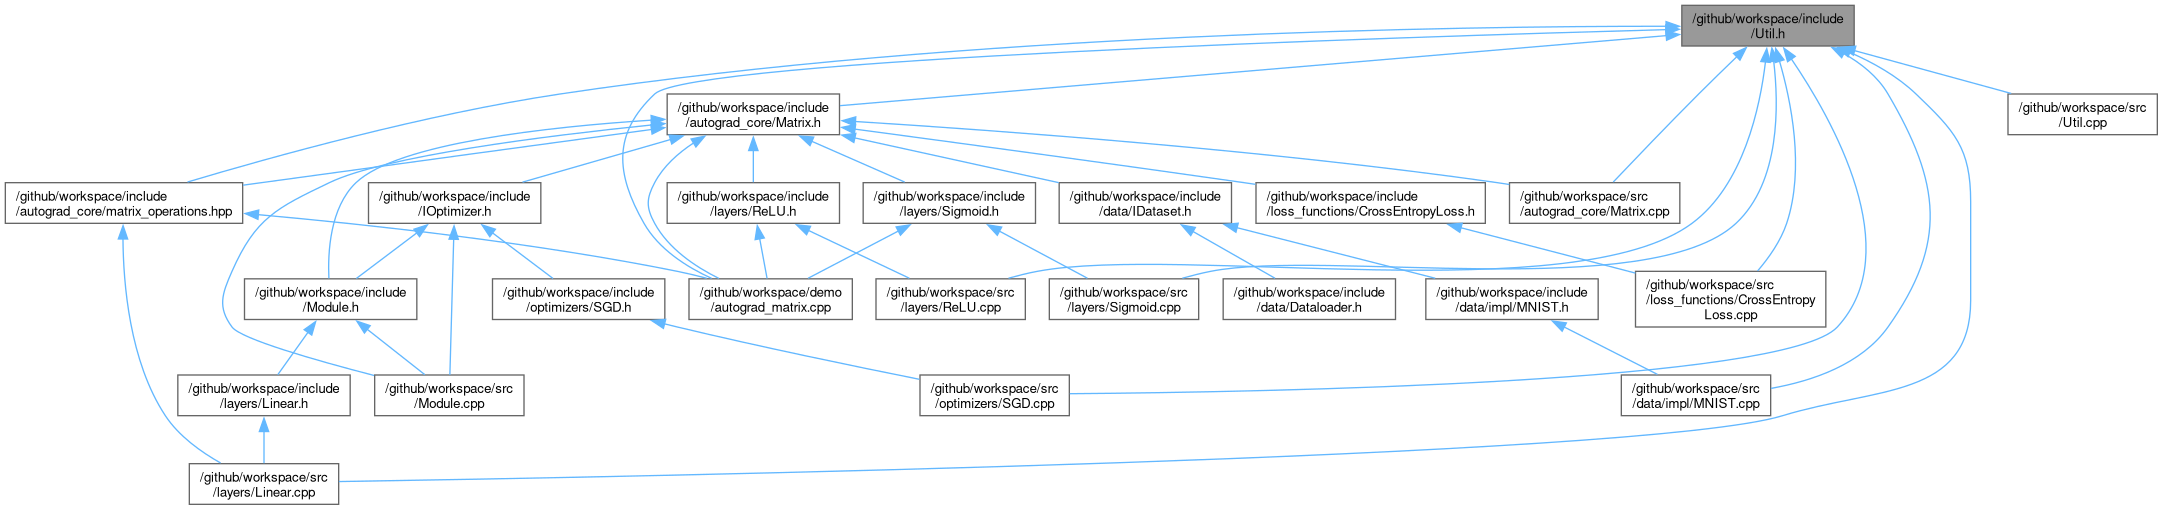 /github/workspace/include
/Util.h
/github/workspace/include
/autograd_core/Matrix.h
/github/workspace/src
/Util.cpp
/github/workspace/include
/autograd_core/matrix_operations.hpp
/github/workspace/include
/IOptimizer.h
/github/workspace/include
/layers/ReLU.h
/github/workspace/include
/layers/Sigmoid.h
/github/workspace/include
/data/IDataset.h
/github/workspace/include
/loss_functions/CrossEntropyLoss.h
/github/workspace/src
/autograd_core/Matrix.cpp
/github/workspace/include
/Module.h
/github/workspace/include
/optimizers/SGD.h
/github/workspace/demo
/autograd_matrix.cpp
/github/workspace/src
/layers/ReLU.cpp
/github/workspace/src
/layers/Sigmoid.cpp
/github/workspace/include
/data/Dataloader.h
/github/workspace/include
/data/impl/MNIST.h
/github/workspace/src
/loss_functions/CrossEntropy
Loss.cpp
/github/workspace/include
/layers/Linear.h
/github/workspace/src
/Module.cpp
/github/workspace/src
/optimizers/SGD.cpp
/github/workspace/src
/data/impl/MNIST.cpp
/github/workspace/src
/layers/Linear.cpp